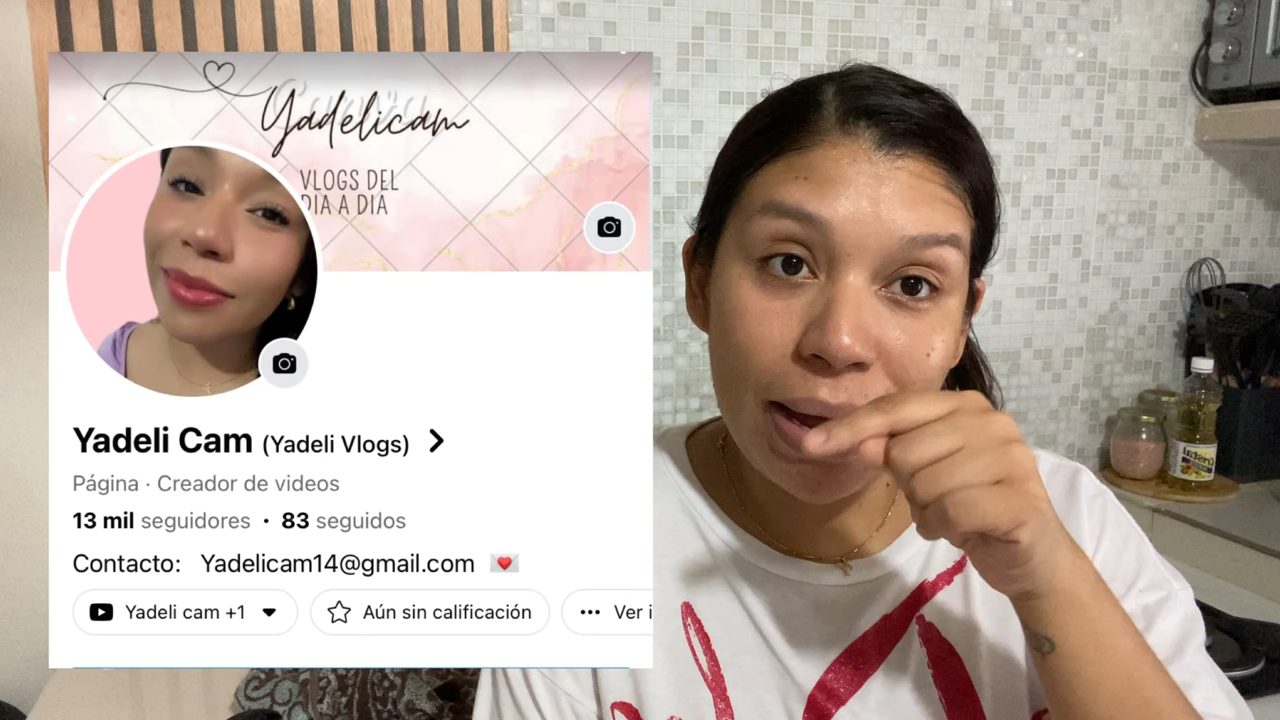 Yadelicam
VLOGS DEL
DIA A DIA
Yadeli Cam (Yadeli Vlogs)
Página · Creador de videos
13 mil seguidores · 83 seguidos
Contacto: Yadelicam14@gmail.com 💌
Yadeli cam +1
Aún sin calificación
••• Ver i